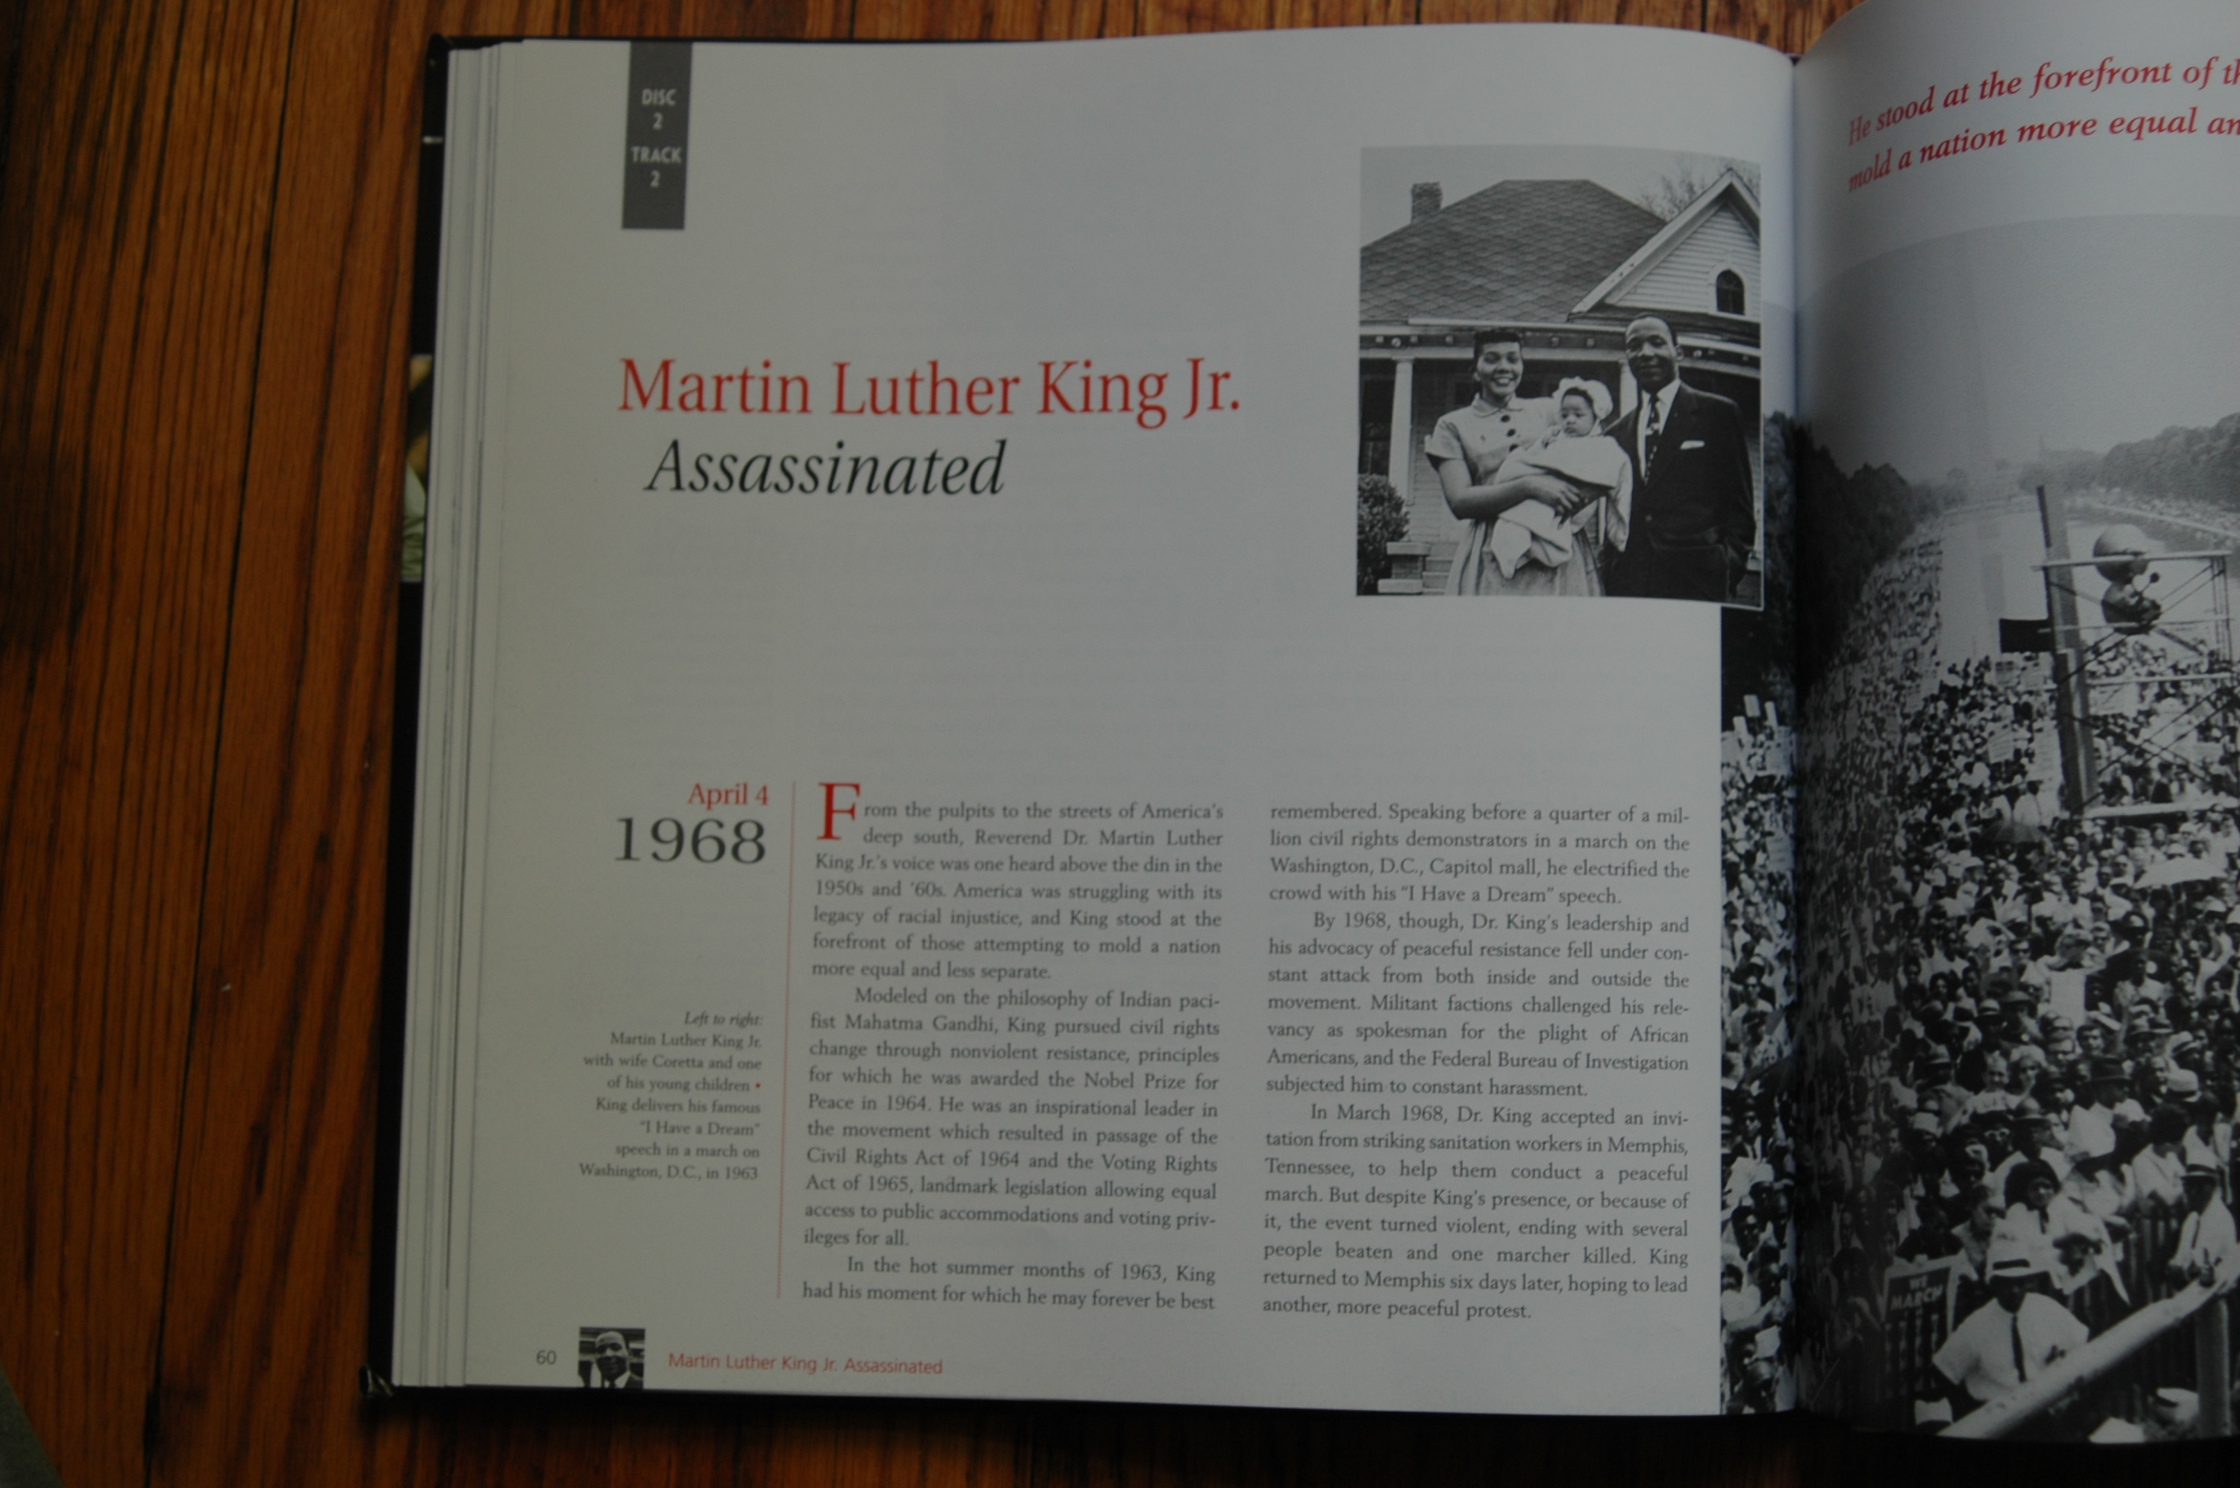 DISC
2
TRACK
2
Martin Luther King Jr.
Assassinated
April 4
1968
Left to right:
Martin Luther King Jr.
with wife Coretta and one
of his young children •
King delivers his famous
"I Have a Dream"
speech in a march on
Washington, D.C., in 1963
From the pulpits to the streets of America's
deep south, Reverend Dr. Martin Luther
King Jr.'s voice was one heard above the din in the
1950s and '60s. America was struggling with its
legacy of racial injustice, and King stood at the
forefront of those attempting to mold a nation
more equal and less separate.
Modeled on the philosophy of Indian paci-
fist Mahatma Gandhi, King pursued civil rights
change through nonviolent resistance, principles
for which he was awarded the Nobel Prize for
Peace in 1964. He was an inspirational leader in
the movement which resulted in passage of the
Civil Rights Act of 1964 and the Voting Rights
Act of 1965, landmark legislation allowing equal
access to public accommodations and voting priv-
ileges for all.
In the hot summer months of 1963, King
had his moment for which he may forever be best
remembered. Speaking before a quarter of a mil-
lion civil rights demonstrators in a march on the
Washington, D.C., Capitol mall, he electrified the
crowd with his "I Have a Dream" speech.
By 1968, though, Dr. King's leadership and
his advocacy of peaceful resistance fell under con-
stant attack from both inside and outside the
movement. Militant factions challenged his rele-
vancy as spokesman for the plight of African
Americans, and the Federal Bureau of Investigation
subjected him to constant harassment.
In March 1968, Dr. King accepted an invi-
tation from striking sanitation workers in Memphis,
Tennessee, to help them conduct a peaceful
march. But despite King's presence, or because of
it, the event turned violent, ending with several
people beaten and one marcher killed. King
returned to Memphis six days later, hoping to lead
another, more peaceful protest.
60
Martin Luther King Jr. Assassinated
He stood at the forefront of
mold a nation more equal
MARCH